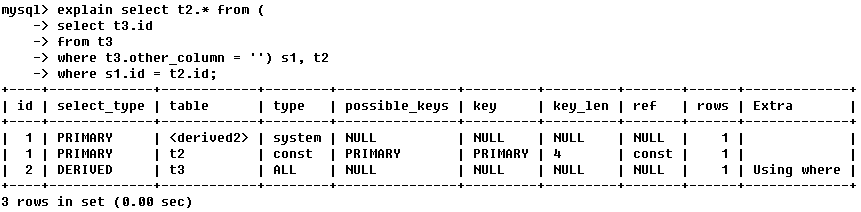 mysql> explain select t2.* from (
    -> select t3.id
    -> from t3
    -> where t3.other_column = '') s1, t2
    -> where s1.id = t2.id;
+----+-------------+------------+--------+---------------+---------+---------+-------+------+-------------+
| id | select_type | table      | type   | possible_keys | key     | key_len | ref   | rows | Extra       |
+----+-------------+------------+--------+---------------+---------+---------+-------+------+-------------+
|  1 | PRIMARY     | <derived2> | system | NULL          | NULL    | NULL    | NULL  |    1 |             |
|  1 | PRIMARY     | t2         | const  | PRIMARY       | PRIMARY | 4       | const |    1 |             |
|  2 | DERIVED     | t3         | ALL    | NULL          | NULL    | NULL    | NULL  |    1 | Using where |
+----+-------------+------------+--------+---------------+---------+---------+-------+------+-------------+
3 rows in set (0.00 sec)